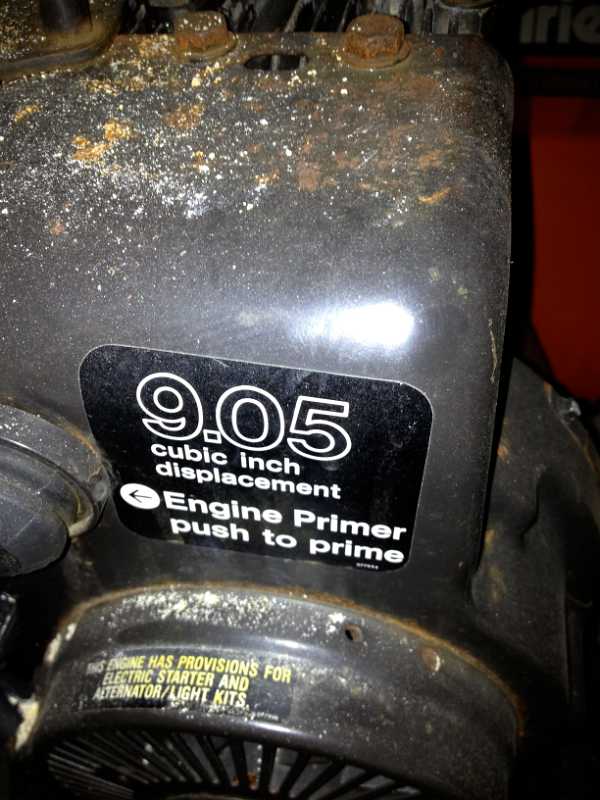 9.05
cubic inch
displacement
← Engine Primer
push to prime
THIS ENGINE HAS PROVISIONS FOR
ELECTRIC STARTER AND
ALTERNATOR/LIGHT KITS.